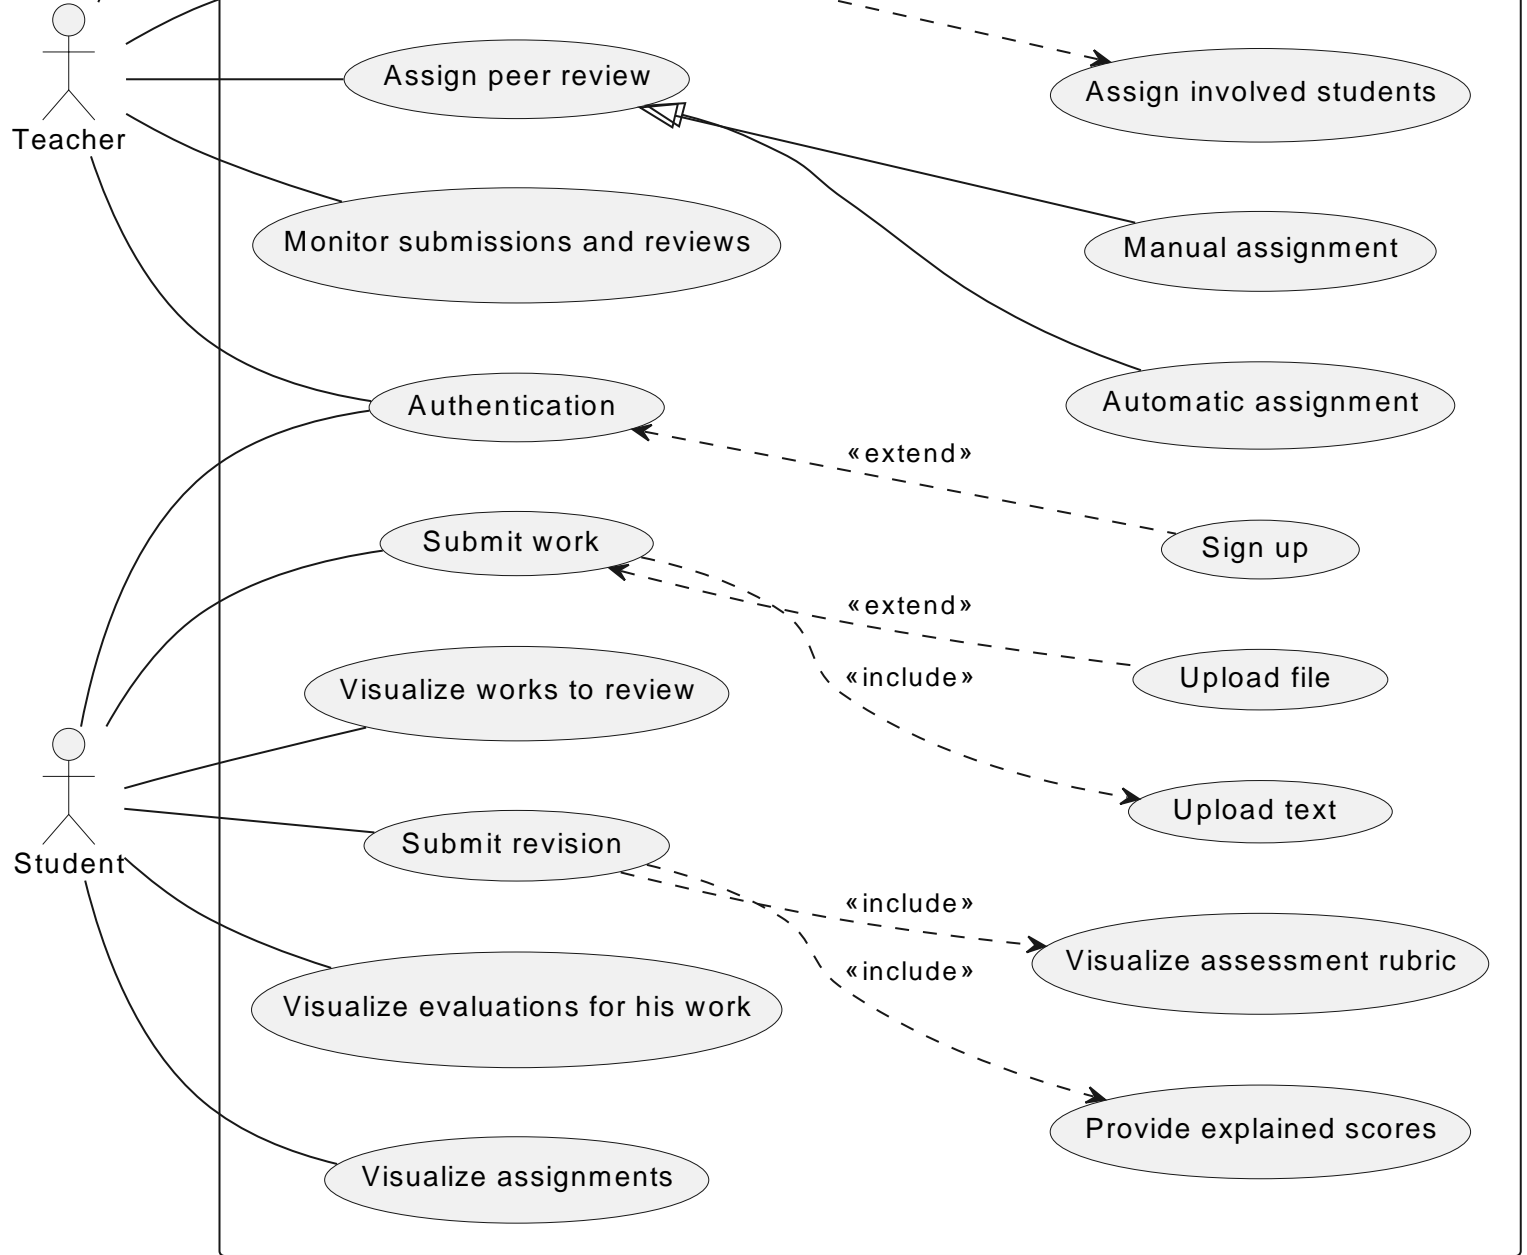 Assign peer review
Assign involved students
Teacher
Monitor submissions and reviews
Manual assignment
Authentication
Automatic assignment
«extend»
Submit work
Sign up
«extend»
Visualize works to review
«include»
Upload file
Upload text
Submit revision
Student
«include»
Visualize assessment rubric
«include»
Visualize evaluations for his work
Provide explained scores
Visualize assignments